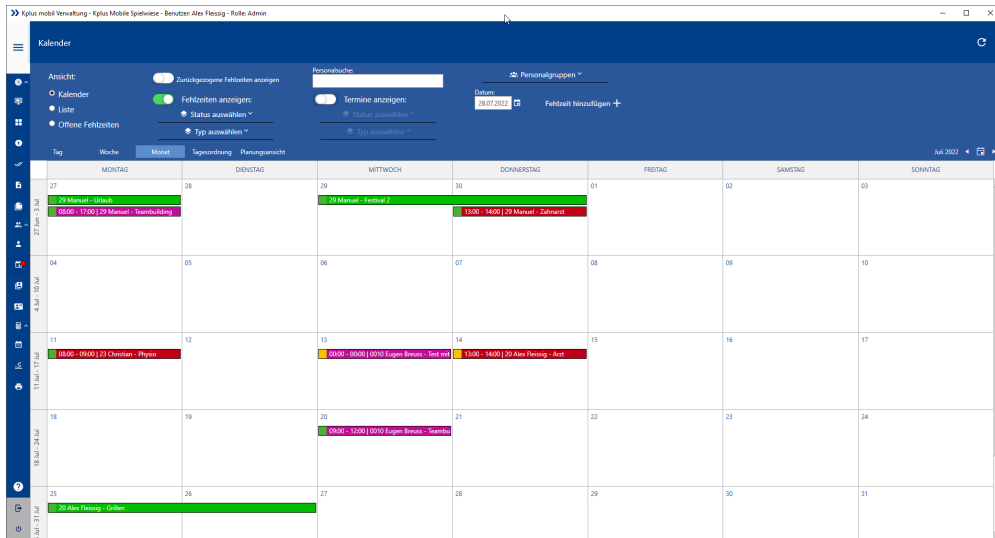 Kplus mobil Verwaltung - Kplus Mobile Spielwiese - Benutzer: Alex Fleissig - Rolle: Admin
Kalender
Ansicht:
Kalender
Liste
Offene Fehlzeiten
Zurückgezogene Fehlzeiten anzeigen
Fehlzeiten anzeigen:
Status auswählen
Typ auswählen
Personalsuche:
Termine anzeigen:
Status auswählen
Typ auswählen
Personalgruppen
Datum:
28.07.2022
Fehlzeit hinzufügen
Tag Woche Monat Tagesordnung Planungsansicht
Juli 2022
MONTAG DIENSTAG MITTWOCH DONNERSTAG FREITAG SAMSTAG SONNTAG
27 Jun - 3 Jul
27 28 29 30 01 02 03
29 Manuel - Urlaub
29 Manuel - Festival 2
08:00 - 17:00 | 29 Manuel - Teambuilding
13:00 - 14:00 | 29 Manuel - Zahnarzt
4 Jul - 10 Jul
04 05 06 07 08 09 10
11 Jul - 17 Jul
11 12 13 14 15 16 17
08:00 - 09:00 | 23 Christian - Physio
00:00 - 00:00 | 0010 Eugen Breuss - Test mit
13:00 - 14:00 | 20 Alex Fleissig - Arzt
18 Jul - 24 Jul
18 19 20 21 22 23 24
09:00 - 12:00 | 0010 Eugen Breuss - Teambu
Jul - 31 Jul
25 26 27 28 29 30 31
20 Alex Fleissig - Grillen